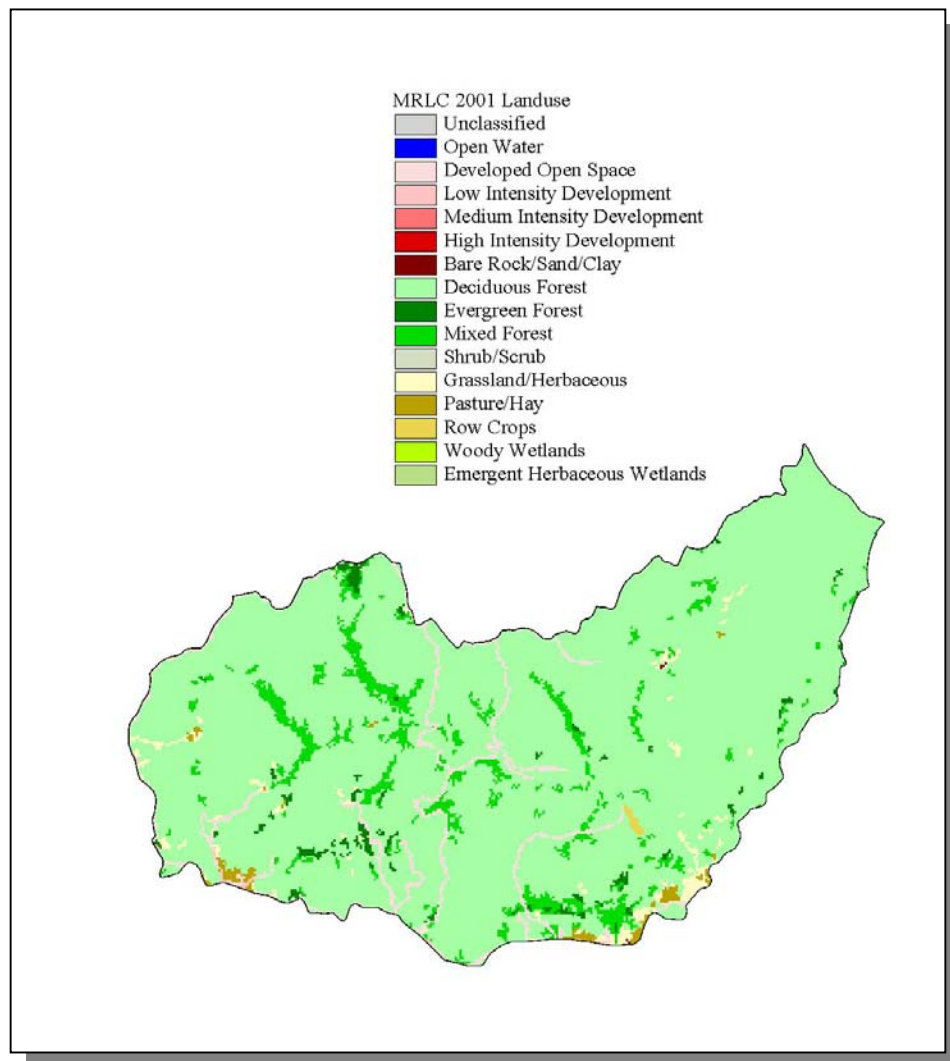 MRLC 2001 Landuse
Unclassified
Open Water
Developed Open Space
Low Intensity Development
Medium Intensity Development
High Intensity Development
Bare Rock/Sand/Clay
Deciduous Forest
Evergreen Forest
Mixed Forest
Shrub/Scrub
Grassland/Herbaceous
Pasture/Hay
Row Crops
Woody Wetlands
Emergent Herbaceous Wetlands